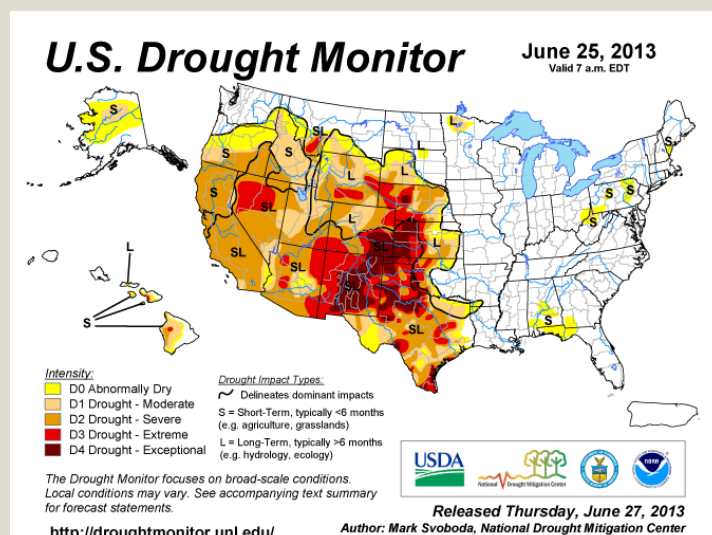 U.S. Drought Monitor
June 25, 2013
Valid 7 a.m. EDT
S
SL
L
L
S
S
S
L
L
S
S
S
S
SL
L
SL
L
SL
SL
SL
SL
S
L
S
Intensity:
D0 Abnormally Dry
D1 Drought - Moderate
D2 Drought - Severe
D3 Drought - Extreme
D4 Drought - Exceptional
Drought Impact Types:
Delineates dominant impacts
S = Short-Term, typically <6 months
(e.g. agriculture, grasslands)
L = Long-Term, typically >6 months
(e.g. hydrology, ecology)
USDA
National Drought Mitigation Center
NOAA
The Drought Monitor focuses on broad-scale conditions.
Local conditions may vary. See accompanying text summary
for forecast statements.
http://droughtmonitor.unl.edu/
Released Thursday, June 27, 2013
Author: Mark Svoboda, National Drought Mitigation Center